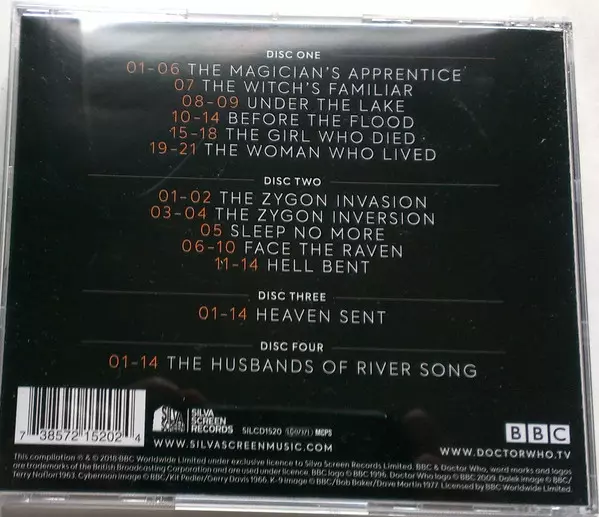 DISC ONE
01-06 THE MAGICIAN'S APPRENTICE
07 THE WITCH'S FAMILIAR
08-09 UNDER THE LAKE
10-14 BEFORE THE FLOOD
15-18 THE GIRL WHO DIED
19-21 THE WOMAN WHO LIVED
DISC TWO
01-02 THE ZYGON INVASION
03-04 THE ZYGON INVERSION
05 SLEEP NO MORE
06-10 FACE THE RAVEN
11-14 HELL BENT
DISC THREE
01-14 HEAVEN SENT
DISC FOUR
01-14 THE HUSBANDS OF RIVER SONG
7 38572 15202 4
SILVA
SCREEN
RECORDS
SILCD1520
MCPS
WWW.SILVASCREENMUSIC.COM
BBC
WWW.DOCTORWHO.TV
This compilation ℗ & © 2018 BBC Worldwide Limited under exclusive licence to Silva Screen Records Limited. BBC & Doctor Who, word marks and logos
are trademarks of the British Broadcasting Corporation and are used under licence. BBC logo © BBC 1996. Doctor Who logo © BBC 2009. Dalek image © BBC/
Terry Nation 1963. Cyberman image © BBC/Kit Pedler/Gerry Davis 1966. K-9 image © BBC/Bob Baker/Dave Martin 1977. Licensed by BBC Worldwide Limited.